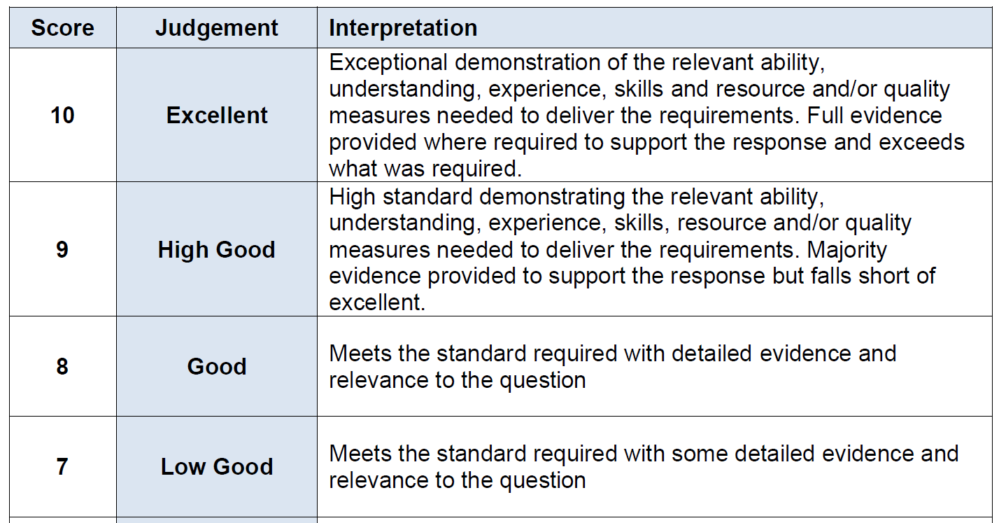 Score Judgement Interpretation
Exceptional demonstration of the relevant ability,
understanding, experience, skills and resource and/or quality
10 Excellent measures needed to deliver the requirements. Full evidence
provided where required to support the response and exceeds
what was required.
High standard demonstrating the relevant ability,
understanding, experience, skills, resource and/or quality
9 High Good measures needed to deliver the requirements. Majority
evidence provided to support the response but falls short of
excellent.
8 Good Meets the standard required with detailed evidence and
relevance to the question
7 Low Good Meets the standard required with some detailed evidence and
relevance to the question